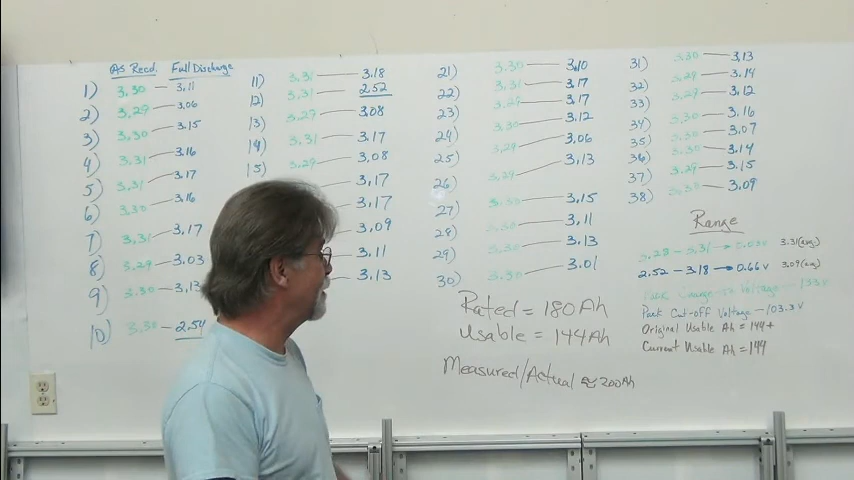 As Recd. Full Discharge
1) 3.30 — 3.11
2) 3.29 — 3.06
3) 3.30 — 3.15
4) 3.31 — 3.16
5) 3.31 — 3.17
6) 3.30 — 3.16
7) 3.31 — 3.17
8) 3.29 — 3.03
9) 3.30 — 3.13
10) 3.30 — 2.54
11) 3.31 — 3.18
12) 3.31 — 2.52
13) 3.29 — 3.08
14) 3.31 — 3.17
15) 3.29 — 3.08
3.17
3.17
3.09
3.11
3.13
21) 3.30 — 3.10
22) 3.31 — 3.17
23) 3.29 — 3.17
24) 3.30 — 3.12
25) 3.29 — 3.06
26) 3.29 — 3.13
27) 3.30 — 3.15
28) 3.30 — 3.11
29) 3.30 — 3.13
30) 3.30 — 3.01
31) 3.30 — 3.13
32) 3.29 — 3.14
33) 3.29 — 3.12
34) 3.30 — 3.16
35) 3.30 — 3.07
36) 3.30 — 3.14
37) 3.29 — 3.15
38) 3.30 — 3.09
Range
3.28 — 3.31 → 0.03V 3.31(avg)
2.52 — 3.18 → 0.66V 3.09(avg)
Voltage — 133V
Pack Cut-off Voltage — 103.3V
Original Usable Ah = 144+
Current Usable Ah = 144
Rated = 180Ah
Usable = 144Ah
Measured/Actual ≈ 200Ah